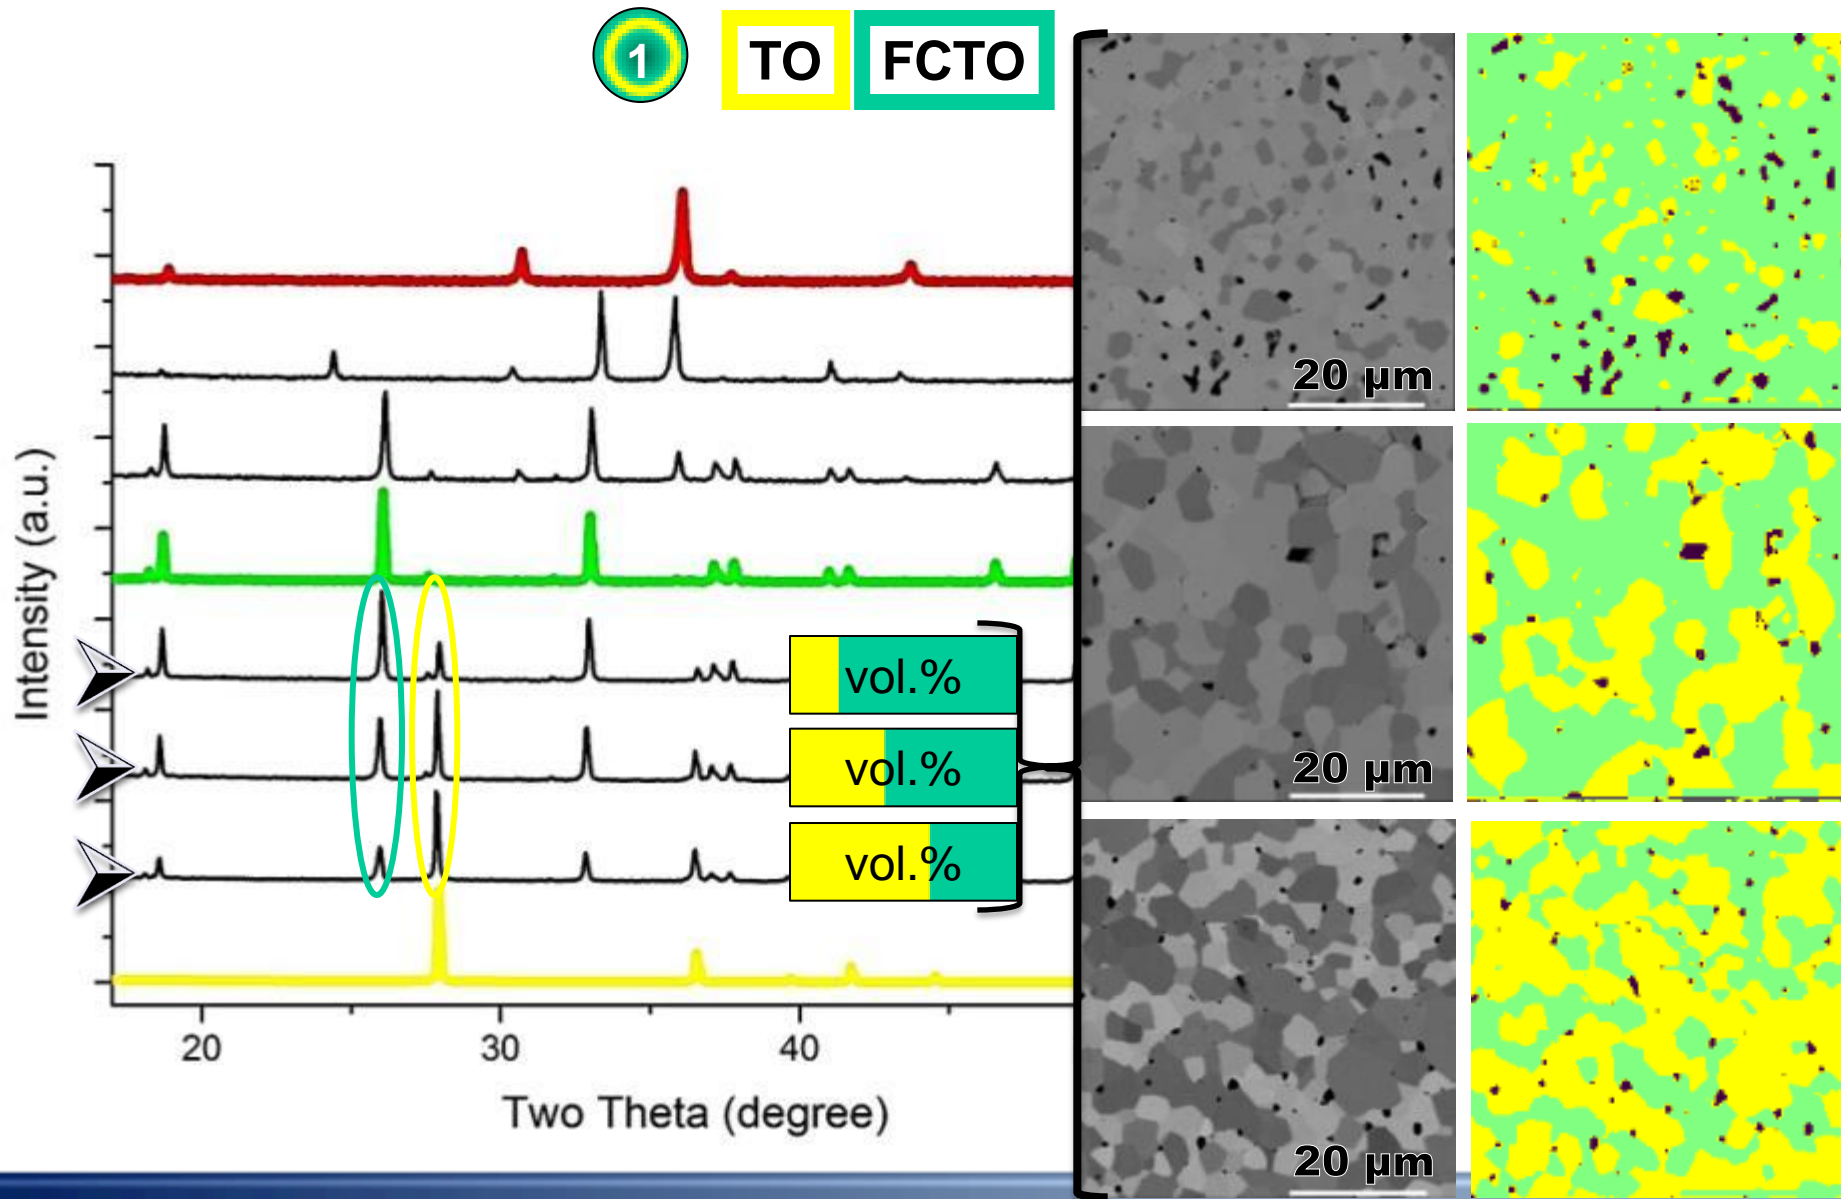 1
TO
FCTO
Intensity (a.u.)
vol.%
vol.%
vol.%
20
30
40
Two Theta (degree)
20 µm
20 µm
20 µm